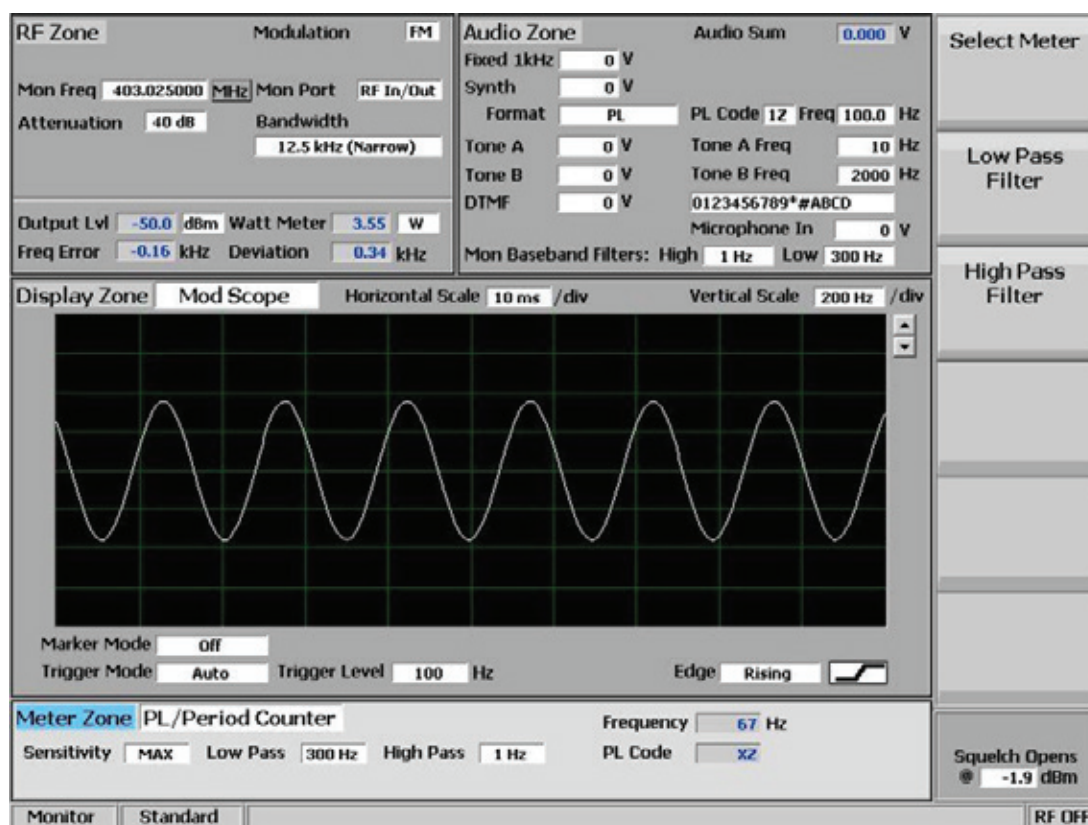 RF Zone Modulation FM
Mon Freq 403.025000 MHz Mon Port RF In/Out
Attenuation 40 dB Bandwidth
12.5 kHz (Narrow)
Output Lvl -50.0 dBm Watt Meter 3.55 W
Freq Error -0.16 kHz Deviation 0.34 kHz
Audio Zone Audio Sum 0.000 V
Fixed 1kHz 0 V
Synth 0 V
Format PL PL Code 1Z Freq 100.0 Hz
Tone A 0 V Tone A Freq 10 Hz
Tone B 0 V Tone B Freq 2000 Hz
DTMF 0 V 0123456789*#ABCD
Microphone In 0 V
Mon Baseband Filters: High 1 Hz Low 300 Hz
Select Meter
Low Pass
Filter
High Pass
Filter
Display Zone Mod Scope Horizontal Scale 10 ms /div Vertical Scale 200 Hz /div
Marker Mode Off
Trigger Mode Auto Trigger Level 100 Hz Edge Rising
Meter Zone PL/Period Counter Frequency 67 Hz
Sensitivity MAX Low Pass 300 Hz High Pass 1 Hz PL Code XZ
Squelch Opens
@ -1.9 dBm
Monitor Standard RF OFF